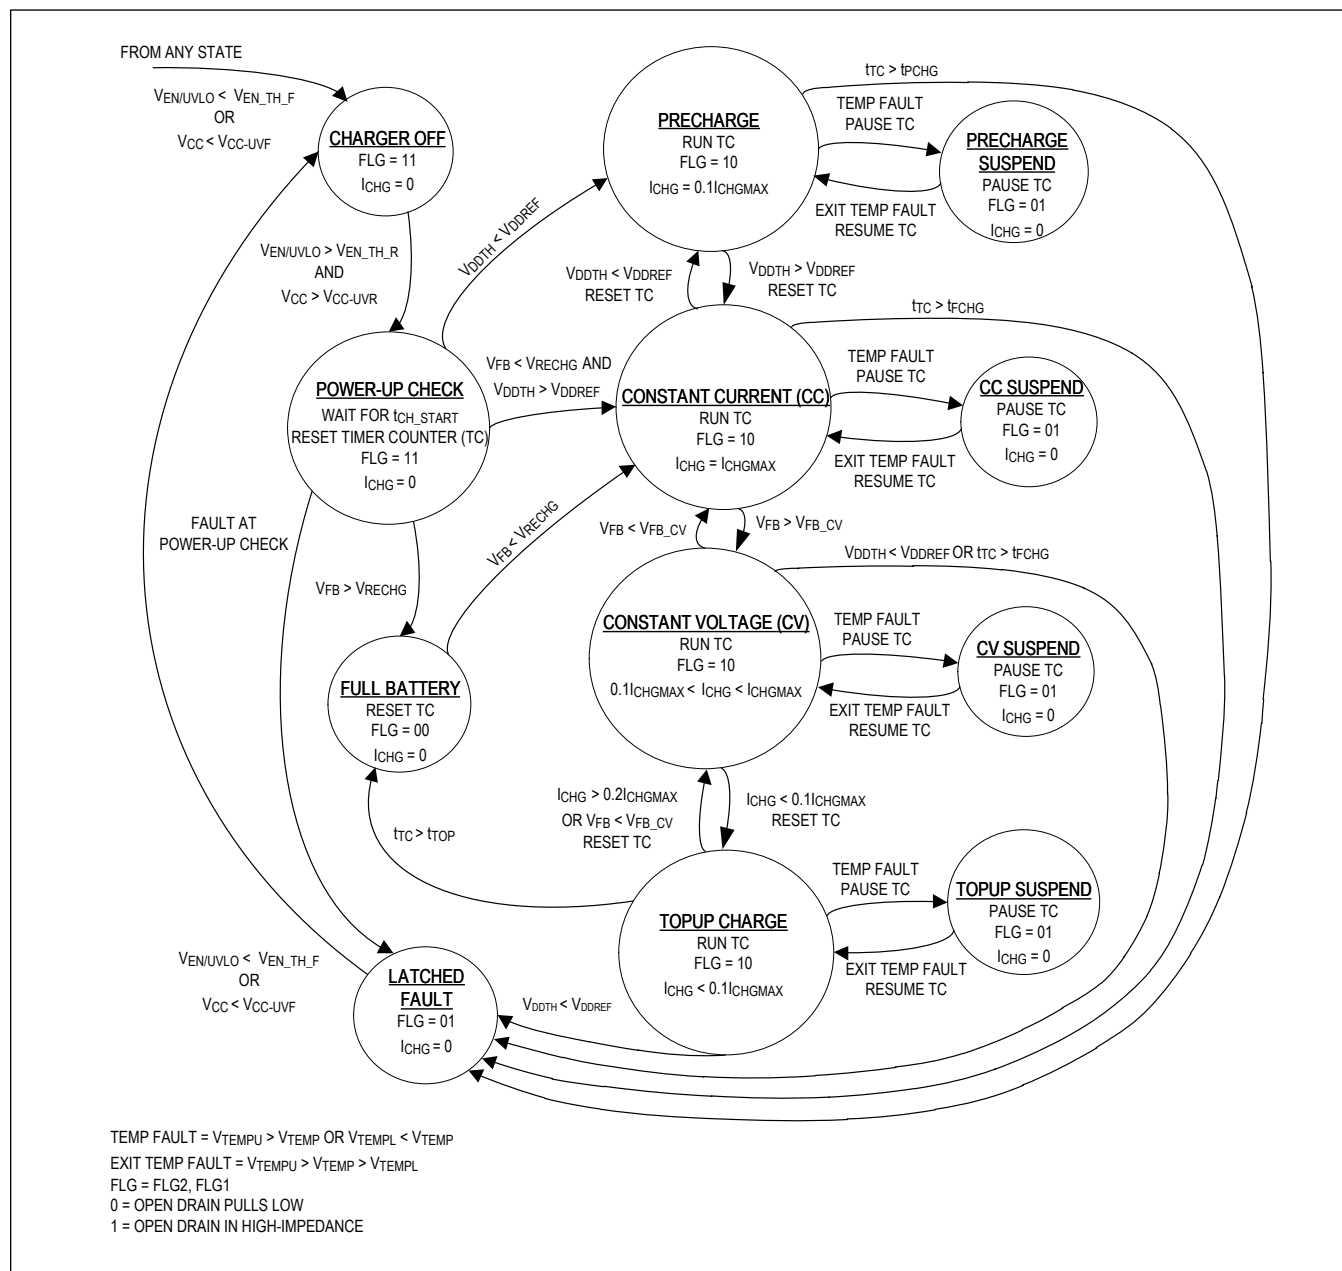 FROM ANY STATE
VEN/UVLO < VEN_TH_F
OR
VCC < VCC-UVF
CHARGER OFF
FLG = 11
ICHG = 0
VEN/UVLO > VEN_TH_R
AND
VCC > VCC-UVR
POWER-UP CHECK
WAIT FOR tCH_START
RESET TIMER COUNTER (TC)
FLG = 11
ICHG = 0
FAULT AT
POWER-UP CHECK
VFB > VRECHG
FULL BATTERY
RESET TC
FLG = 00
ICHG = 0
VEN/UVLO < VEN_TH_F
OR
VCC < VCC-UVF
LATCHED
FAULT
FLG = 01
ICHG = 0
VDDTH < VDDREF
VFB < VRECHG AND
VDDTH > VDDREF
VFB < VRECHG
tTC > tTOP
VDDTH < VDDREF
PRECHARGE
RUN TC
FLG = 10
ICHG = 0.1ICHGMAX
tTC > tPCHG
TEMP FAULT
PAUSE TC
EXIT TEMP FAULT
RESUME TC
PRECHARGE
SUSPEND
PAUSE TC
FLG = 01
ICHG = 0
VDDTH < VDDREF
RESET TC
VDDTH > VDDREF
RESET TC
CONSTANT CURRENT (CC)
RUN TC
FLG = 10
ICHG = ICHGMAX
tTC > tFCHG
TEMP FAULT
PAUSE TC
EXIT TEMP FAULT
RESUME TC
CC SUSPEND
PAUSE TC
FLG = 01
ICHG = 0
VFB < VFB_CV
VFB > VFB_CV
VDDTH < VDDREF OR tTC > tFCHG
CONSTANT VOLTAGE (CV)
RUN TC
FLG = 10
0.1ICHGMAX < ICHG < ICHGMAX
TEMP FAULT
PAUSE TC
EXIT TEMP FAULT
RESUME TC
CV SUSPEND
PAUSE TC
FLG = 01
ICHG = 0
ICHG > 0.2ICHGMAX
OR VFB < VFB_CV
RESET TC
ICHG < 0.1ICHGMAX
RESET TC
TOPUP CHARGE
RUN TC
FLG = 10
ICHG < 0.1ICHGMAX
TEMP FAULT
PAUSE TC
EXIT TEMP FAULT
RESUME TC
TOPUP SUSPEND
PAUSE TC
FLG = 01
ICHG = 0
TEMP FAULT = VTEMPU > VTEMP OR VTEMPL < VTEMP
EXIT TEMP FAULT = VTEMPU > VTEMP > VTEMPL
FLG = FLG2, FLG1
0 = OPEN DRAIN PULLS LOW
1 = OPEN DRAIN IN HIGH-IMPEDANCE